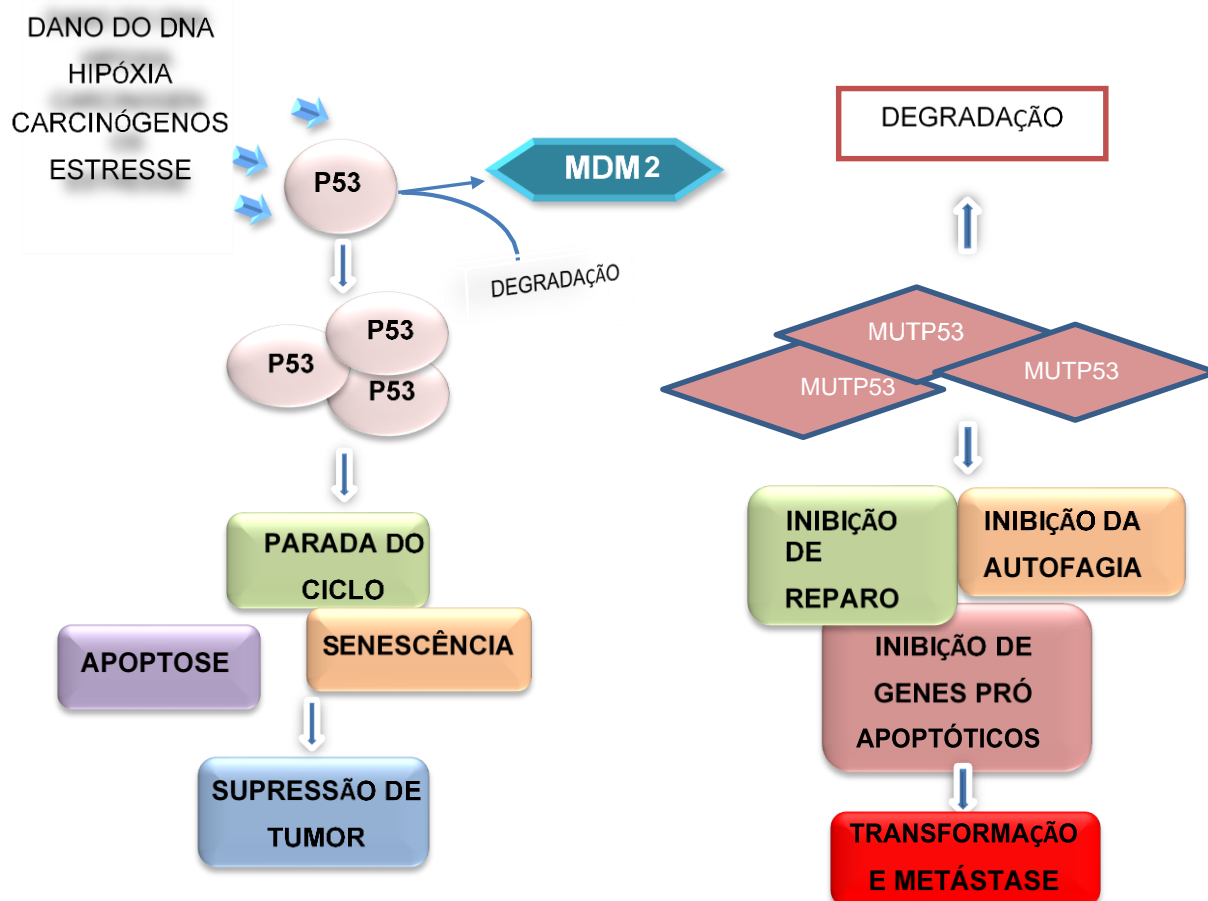 DANO DO DNA
HIPÓXIA
CARCINÓGENOS
ESTRESSE
P53
MDM2
DEGRADAÇÃO
P53
P53
P53
PARADA DO
CICLO
APOPTOSE
SENESCÊNCIA
SUPRESSÃO DE
TUMOR
DEGRADAÇÃO
MUTP53
MUTP53
MUTP53
INIBIÇÃO
DE
REPARO
INIBIÇÃO DA
AUTOFAGIA
INIBIÇÃO DE
GENES PRÓ
APOPTÓTICOS
TRANSFORMAÇÃO
E METÁSTASE